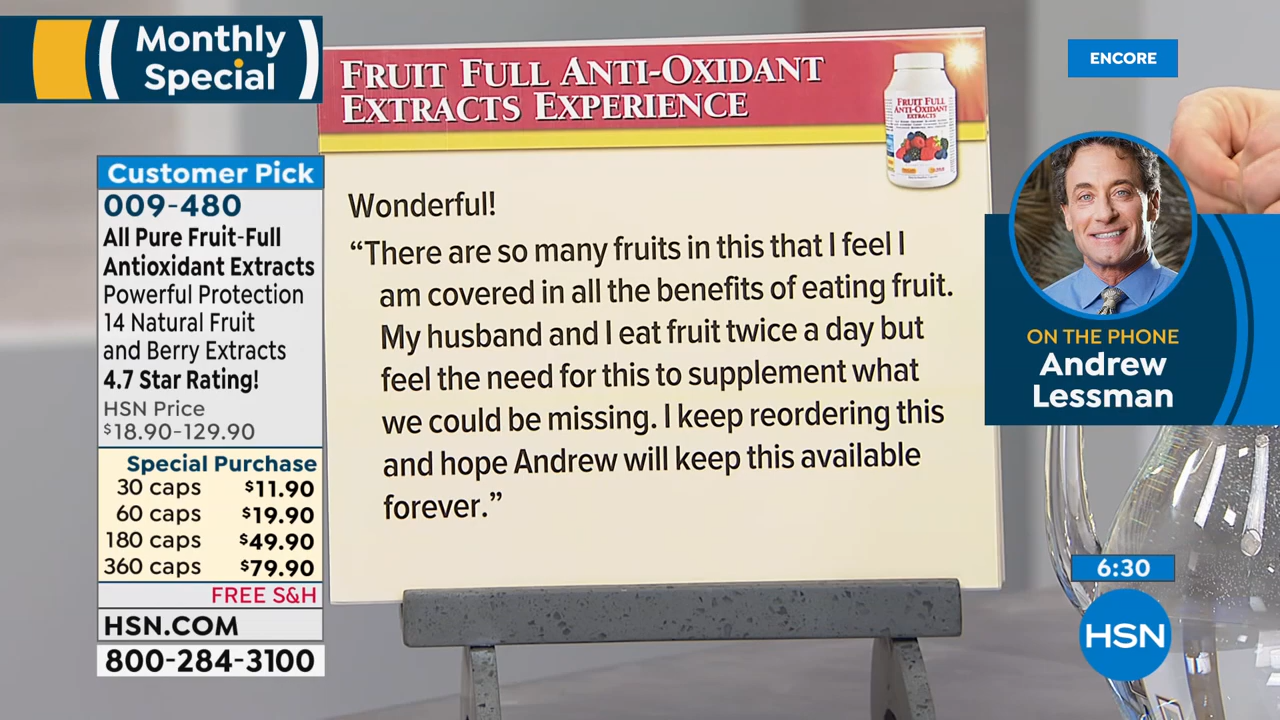 Monthly
Special
Customer Pick
009-480
All Pure Fruit-Full
Antioxidant Extracts
Powerful Protection
14 Natural Fruit
and Berry Extracts
4.7 Star Rating!
HSN Price
$18.90-129.90
Special Purchase
30 caps $11.90
60 caps $19.90
180 caps $49.90
360 caps $79.90
FREE S&H
HSN.COM
800-284-3100
FRUIT FULL ANTI-OXIDANT
EXTRACTS EXPERIENCE
FRUIT FULL
ANTI-OXIDANT
EXTRACTS
Wonderful!
“There are so many fruits in this that I feel I
am covered in all the benefits of eating fruit.
My husband and I eat fruit twice a day but
feel the need for this to supplement what
we could be missing. I keep reordering this
and hope Andrew will keep this available
forever.”
ENCORE
ON THE PHONE
Andrew
Lessman
6:30
HSN